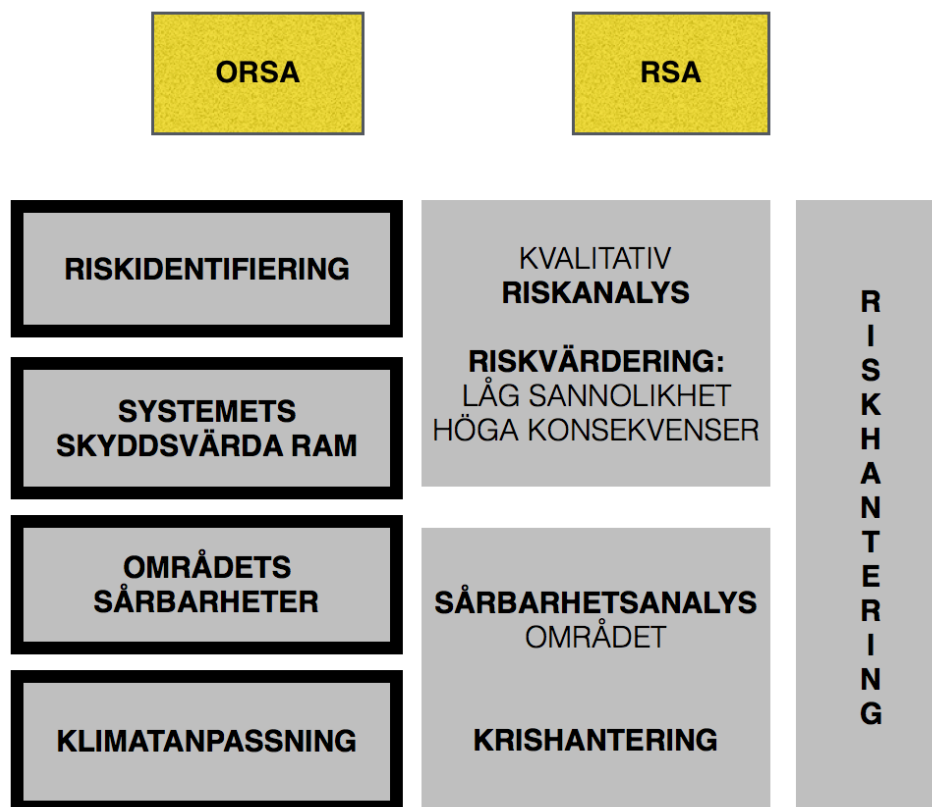 ORSA
RSA
RISKIDENTIFIERING
SYSTEMETS
SKYDDSVÄRDA RAM
OMRÅDETS
SÅRBARHETER
KLIMATANPASSNING
KVALITATIV
RISKANALYS
RISKVÄRDERING:
LÅG SANNOLIKHET
HÖGA KONSEKVENSER
SÅRBARHETSANALYS
OMRÅDET
KRISHANTERING
RISKHANTERING